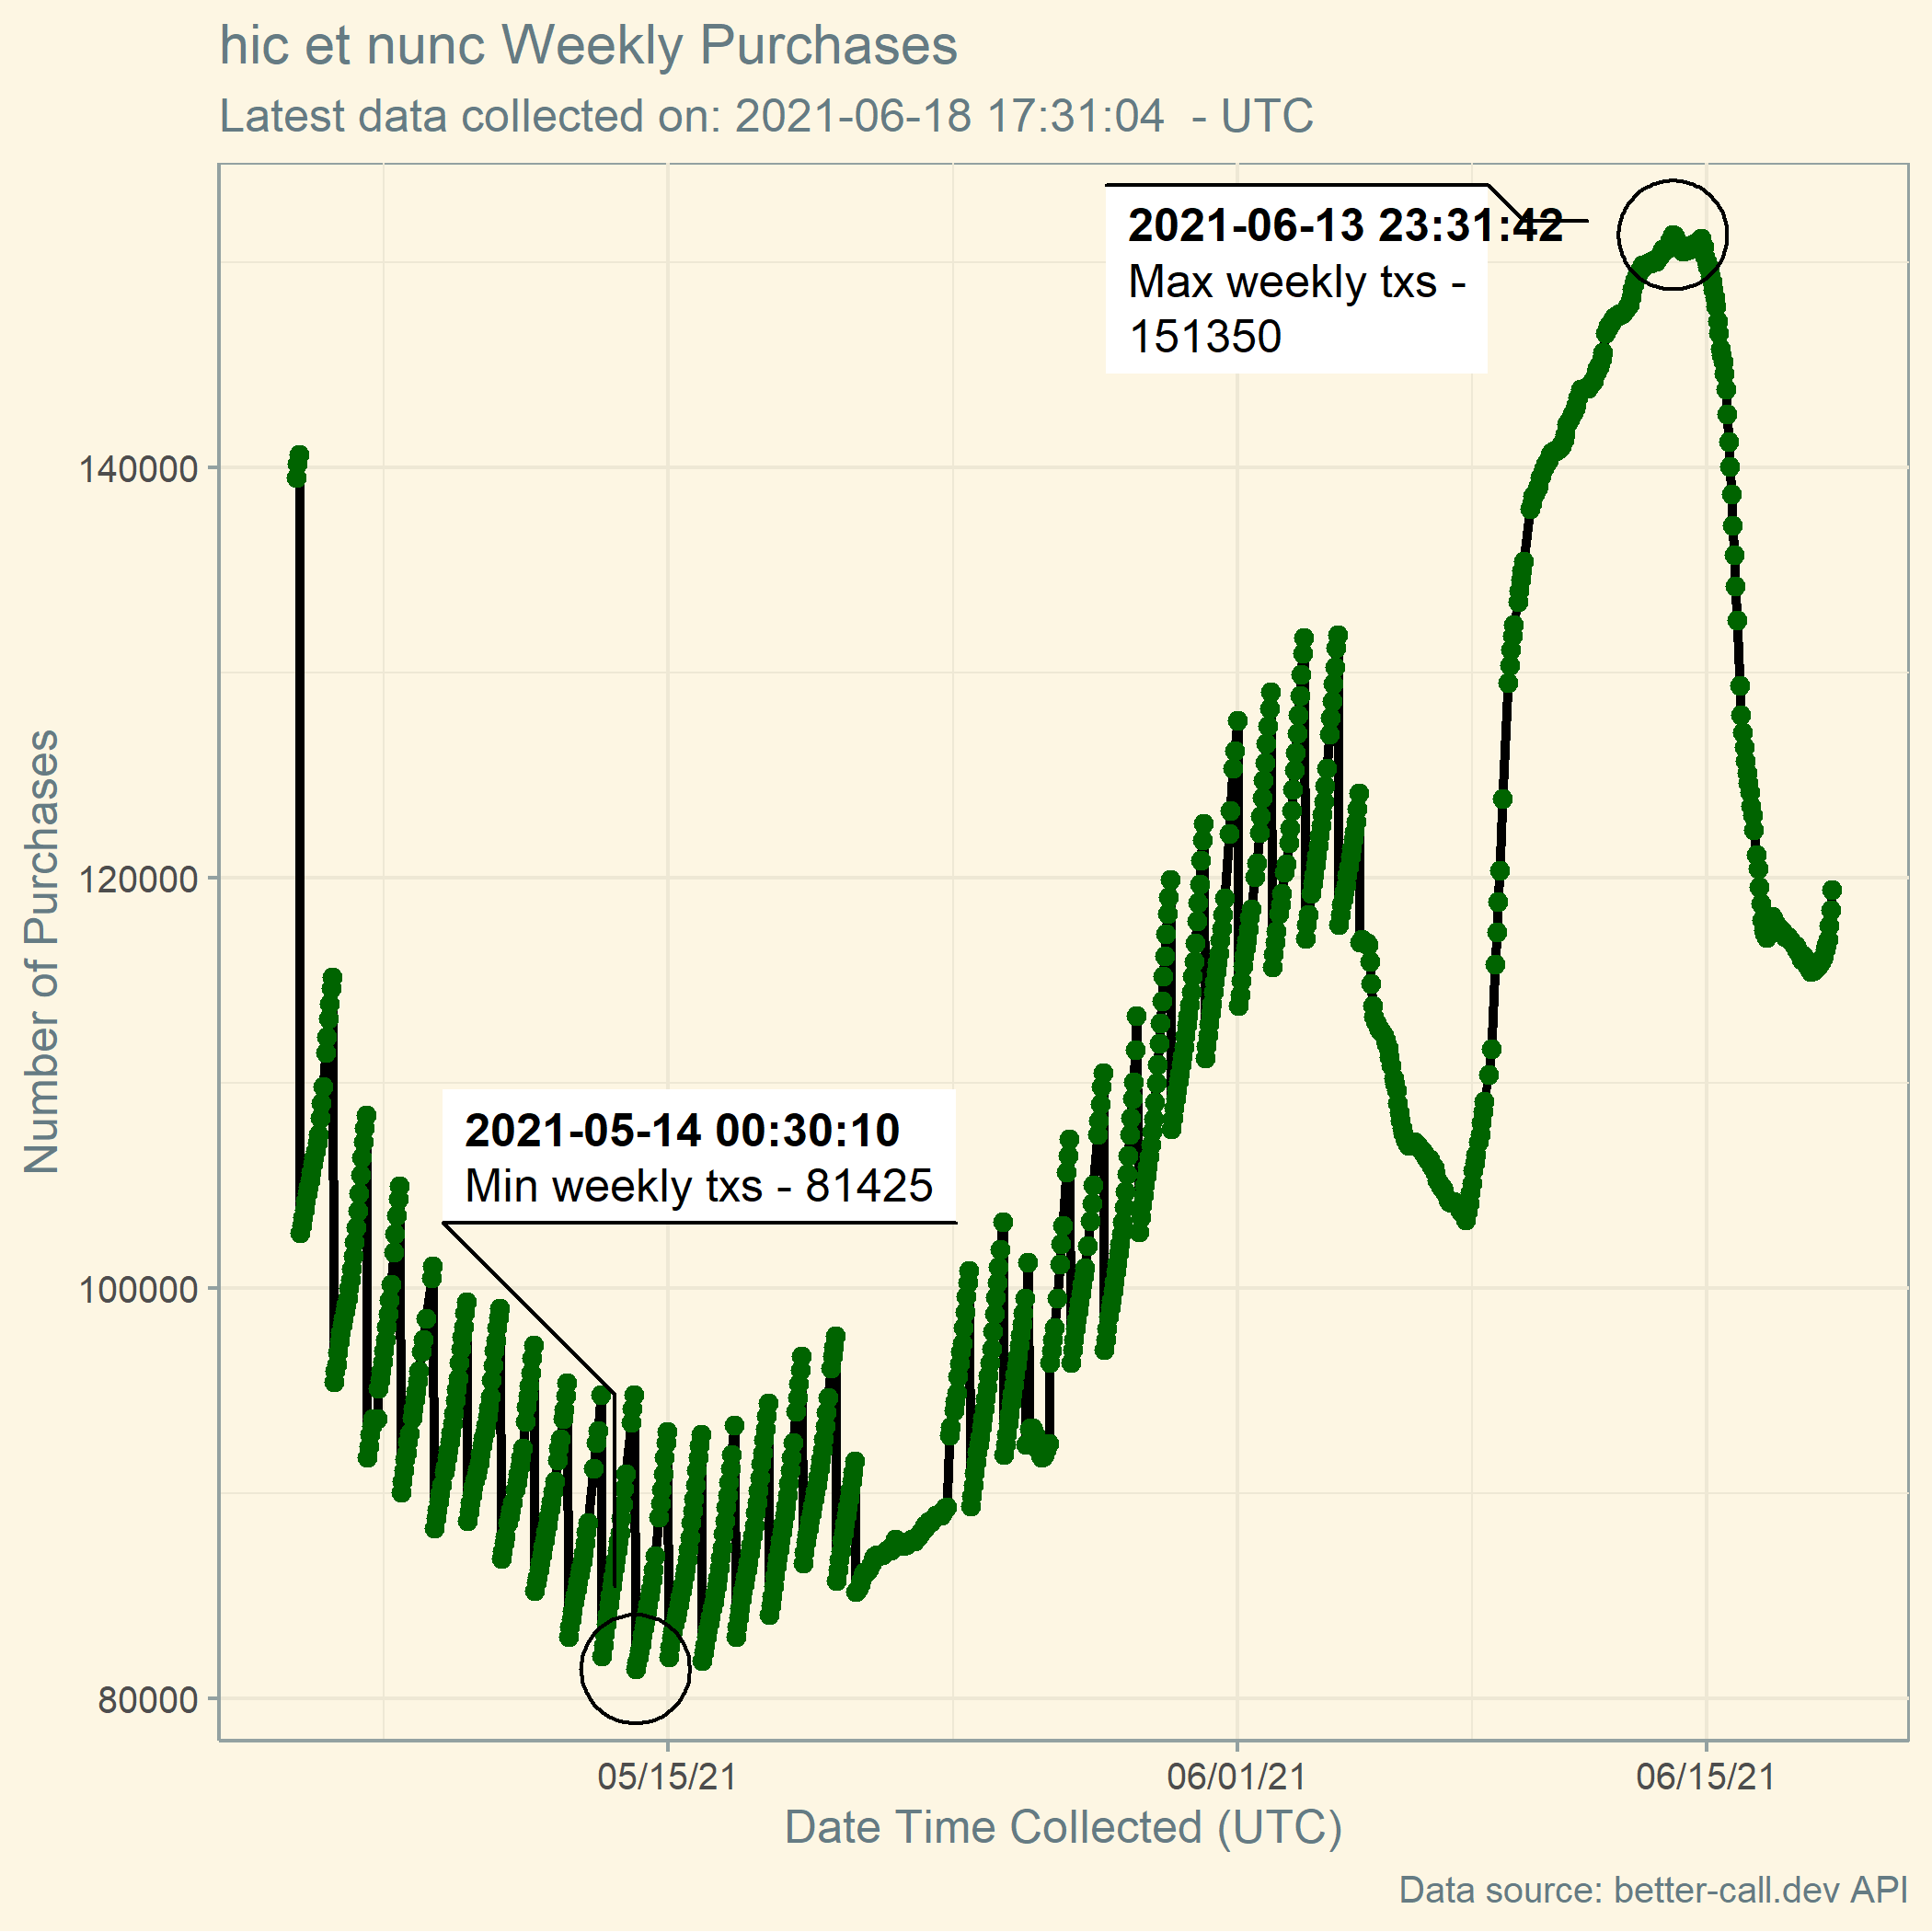 hic et nunc Weekly Purchases
Latest data collected on: 2021-06-18 17:31:04  - UTC
2021-06-13 23:31:42
Max weekly txs -
151350
140000
120000
2021-05-14 00:30:10
Min weekly txs - 81425
100000
80000
Number of Purchases
05/15/21
06/01/21
06/15/21
Date Time Collected (UTC)
Data source: better-call.dev API